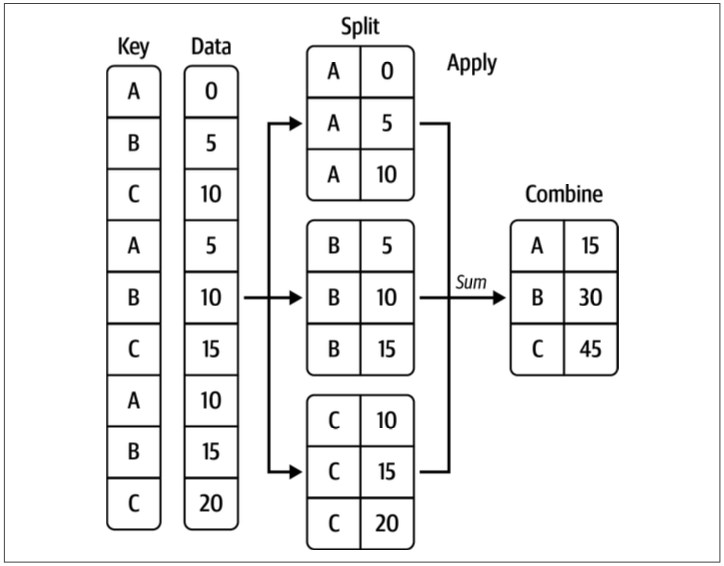 Key Data
A 0
B 5
C 10
A 5
B 10
C 15
A 10
B 15
C 20
Split
A 0
A 5
A 10
B 5
B 10
B 15
C 10
C 15
C 20
Apply
Sum
Combine
A 15
B 30
C 45